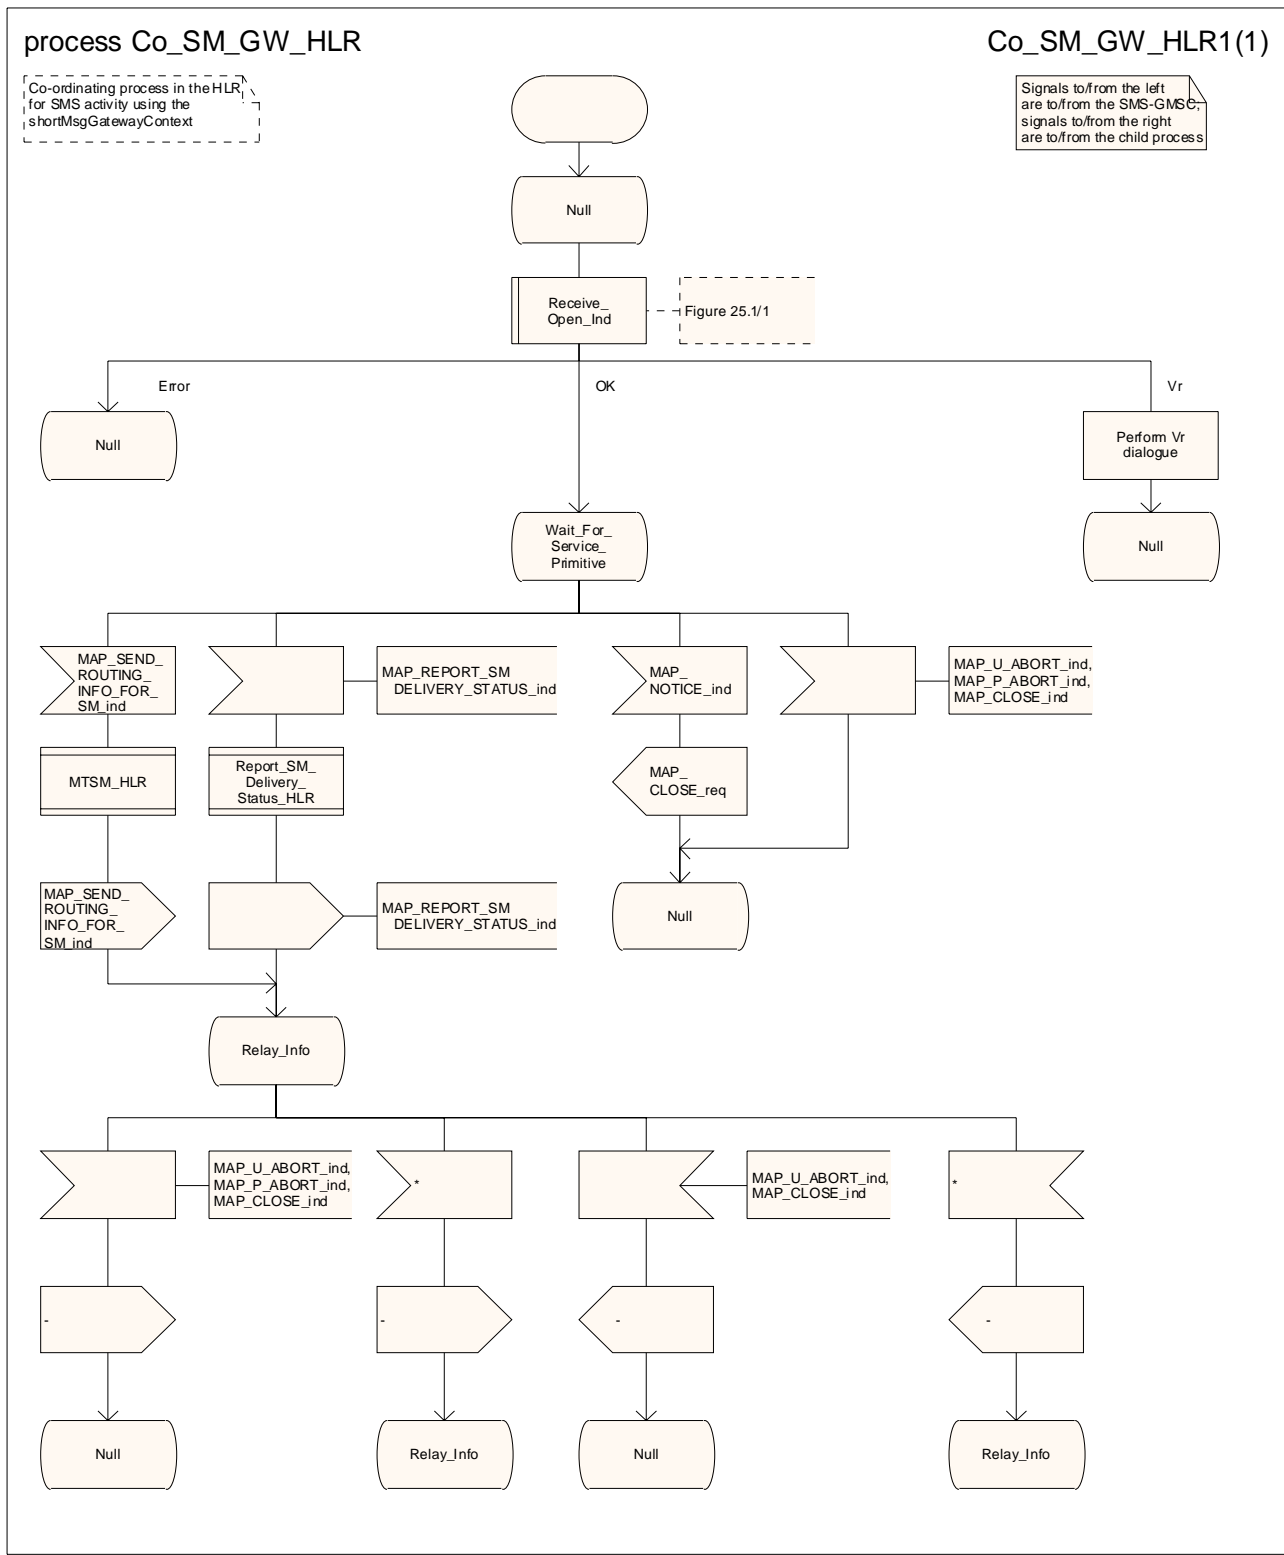 process Co_SM_GW_HLR
Co_SM_GW_HLR1(1)
Co-ordinating process in the HLR
for SMS activity using the
shortMsgGatewayContext
Signals to/from the left
are to/from the SMS-GMSC;
signals to/from the right
are to/from the child process
Null
Receive_
Open_Ind
Figure 25.1/1
Error
OK
Vr
Null
Perform Vr
dialogue
Wait_For_
Service_
Primitive
Null
MAP_SEND_
ROUTING_
INFO_FOR_
SM_ind
MAP_REPORT_SM
DELIVERY_STATUS_ind
MAP_
NOTICE_ind
MAP_U_ABORT_ind,
MAP_P_ABORT_ind,
MAP_CLOSE_ind
MTSM_HLR
Report_SM_
Delivery_
Status_HLR
MAP_
CLOSE_req
MAP_SEND_
ROUTING_
INFO_FOR_
SM_ind
MAP_REPORT_SM
DELIVERY_STATUS_ind
Null
Relay_Info
MAP_U_ABORT_ind,
MAP_P_ABORT_ind,
MAP_CLOSE_ind
*
MAP_U_ABORT_ind,
MAP_CLOSE_ind
*
-
-
-
-
Null
Relay_Info
Null
Relay_Info